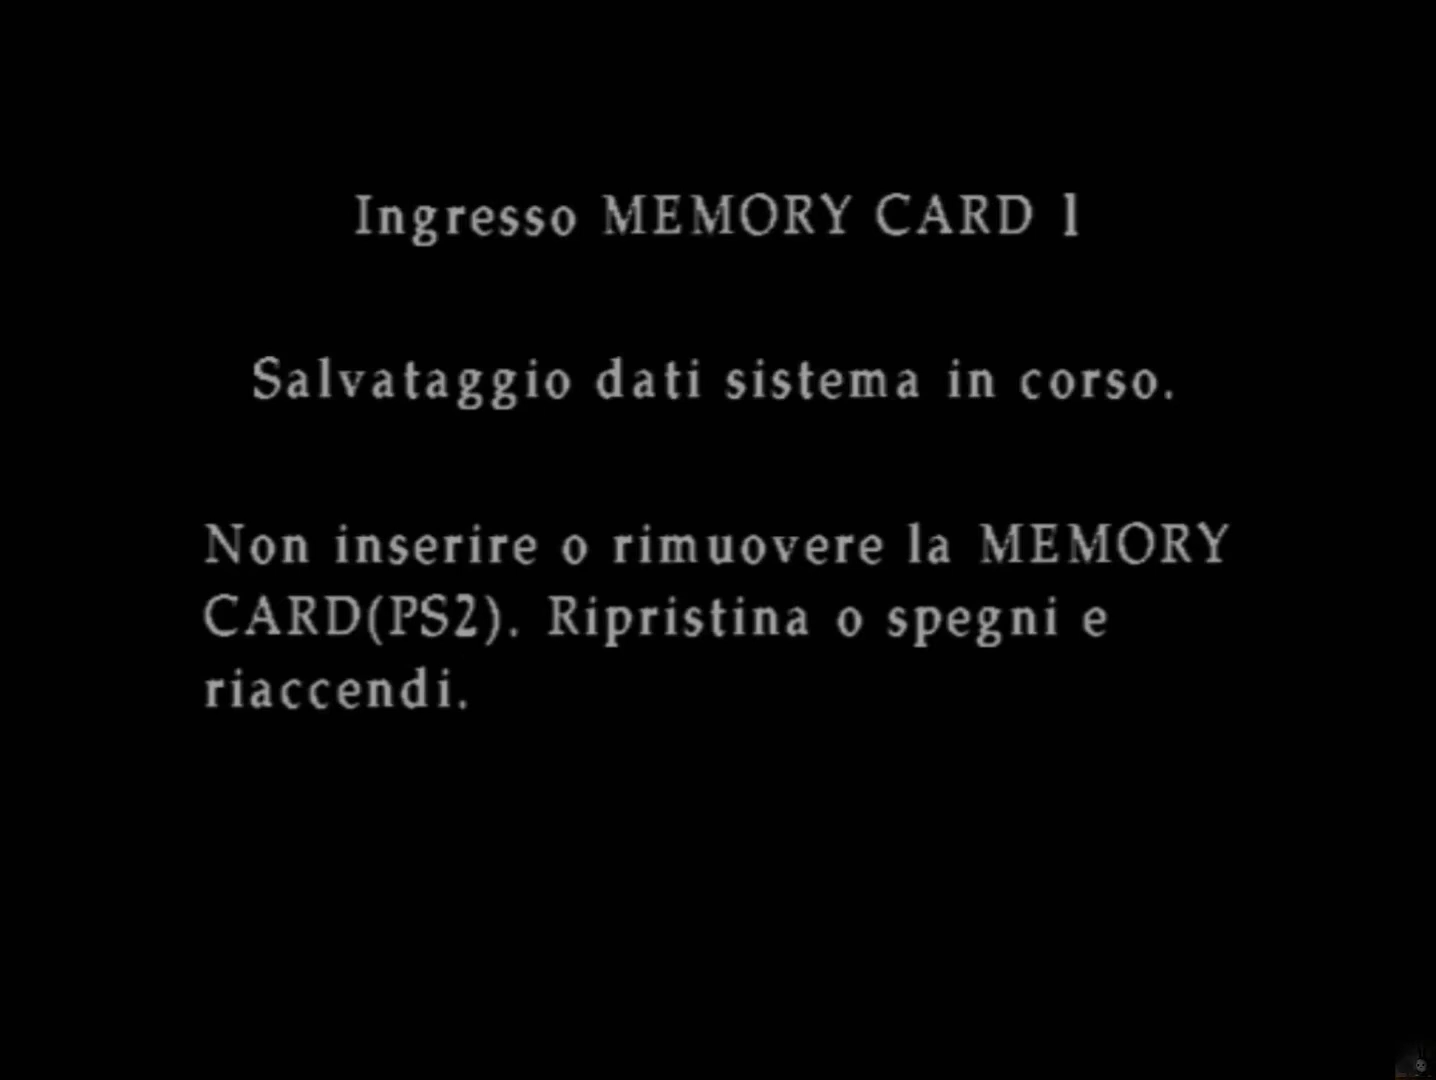 Ingresso MEMORY CARD 1
Salvataggio dati sistema in corso.
Non inserire o rimuovere la MEMORY
CARD(PS2). Ripristina o spegni e
riaccendi.